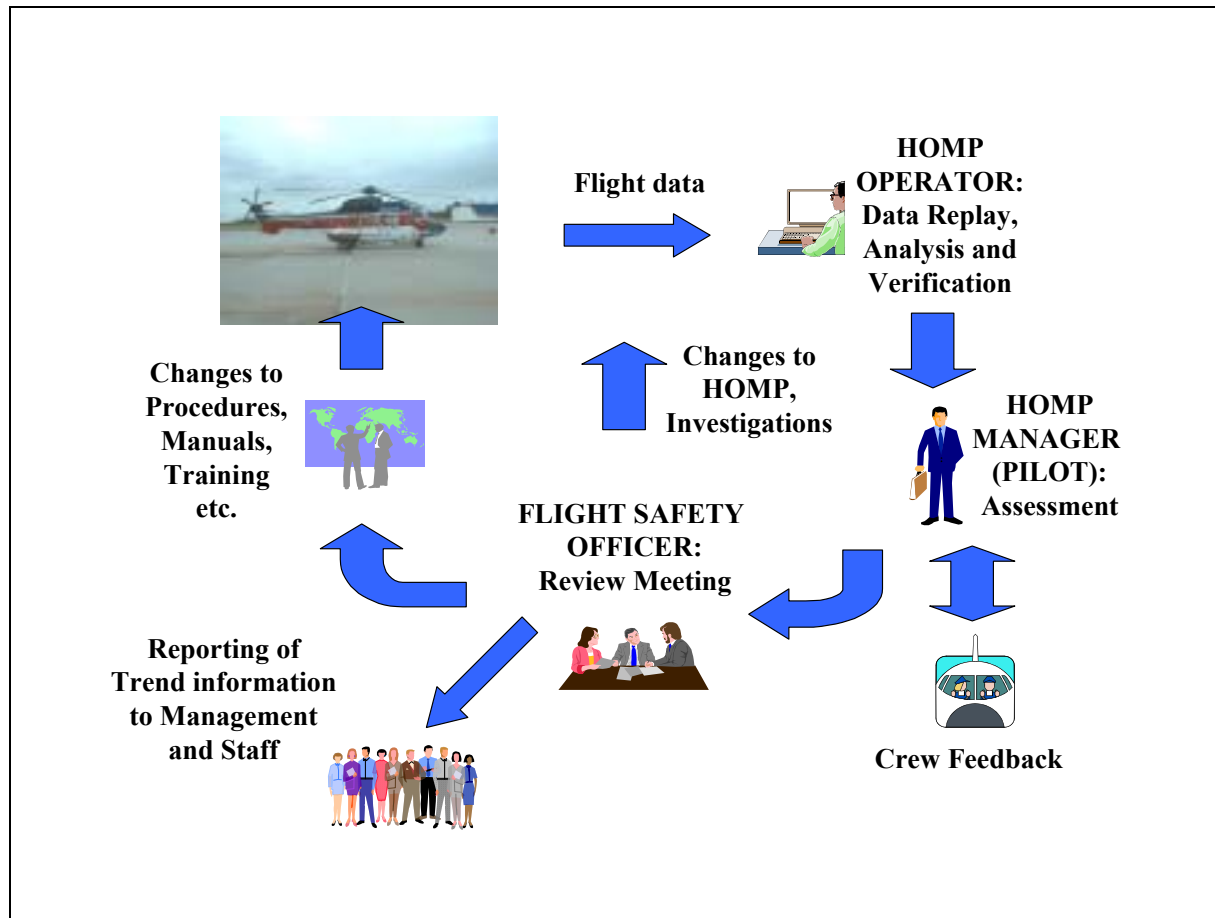 Flight data
HOMP
OPERATOR:
Data Replay,
Analysis and
Verification
Changes to
HOMP,
Investigations
HOMP
MANAGER
(PILOT):
Assessment
Crew Feedback
FLIGHT SAFETY
OFFICER:
Review Meeting
Changes to
Procedures,
Manuals,
Training
etc.
Reporting of
Trend information
to Management
and Staff